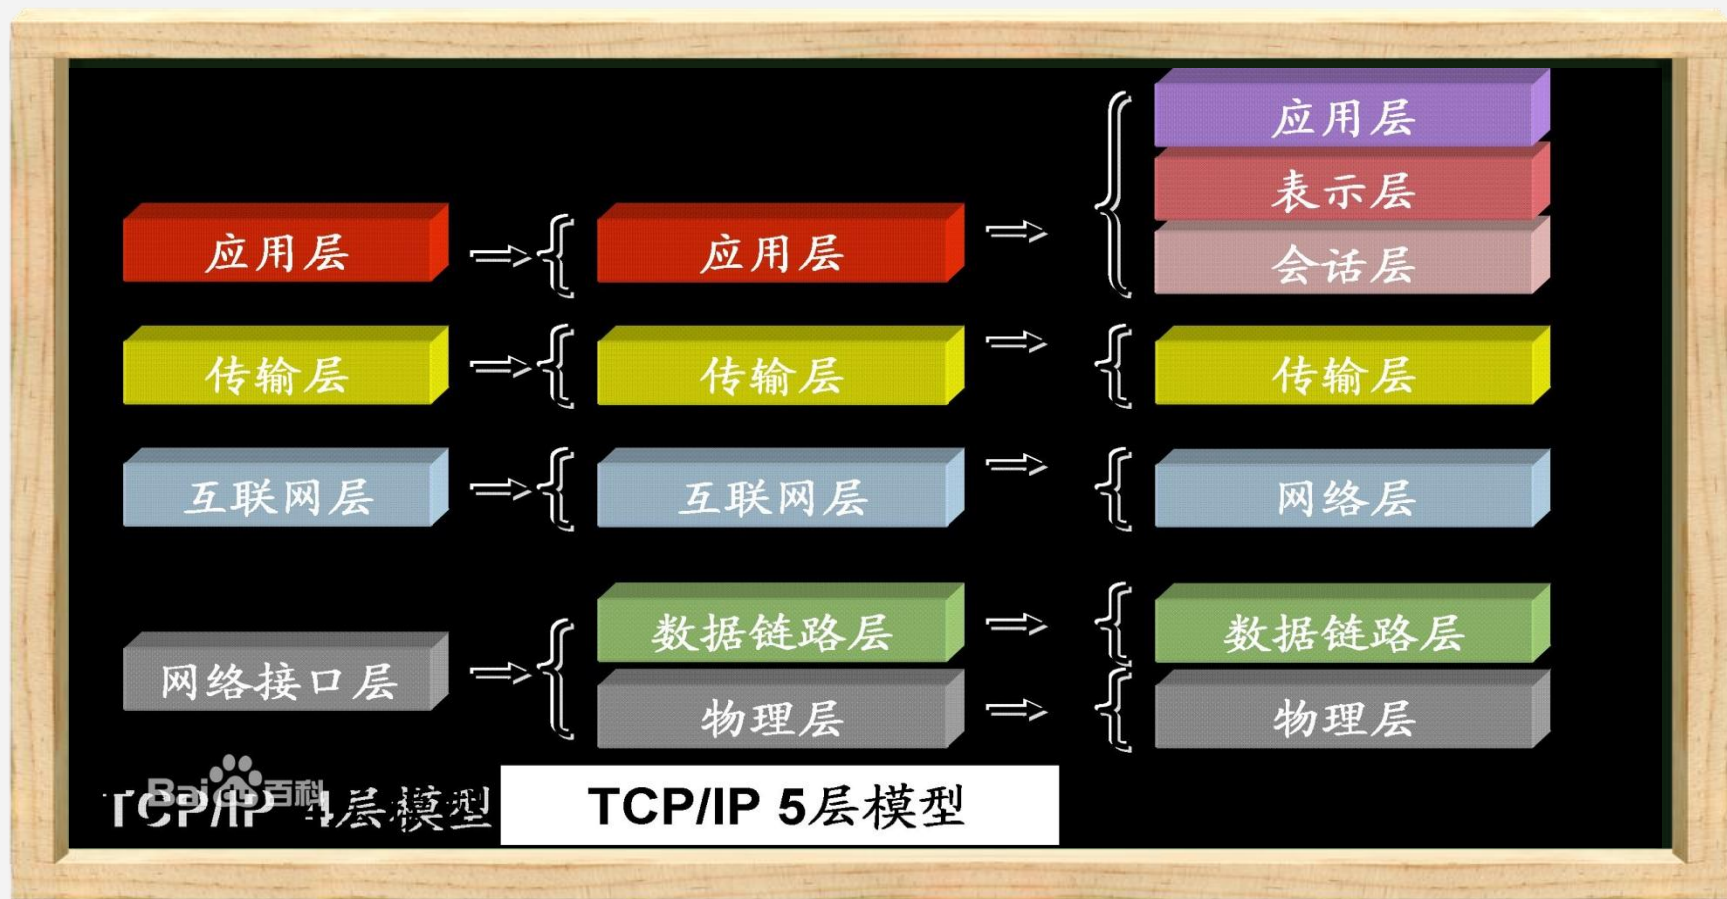 应用层
传输层
互联网层
网络接口层
应用层
传输层
互联网层
数据链路层
物理层
应用层
表示层
会话层
传输层
网络层
数据链路层
物理层
Bai 百科
TCP/IP 4层模型
TCP/IP 5层模型